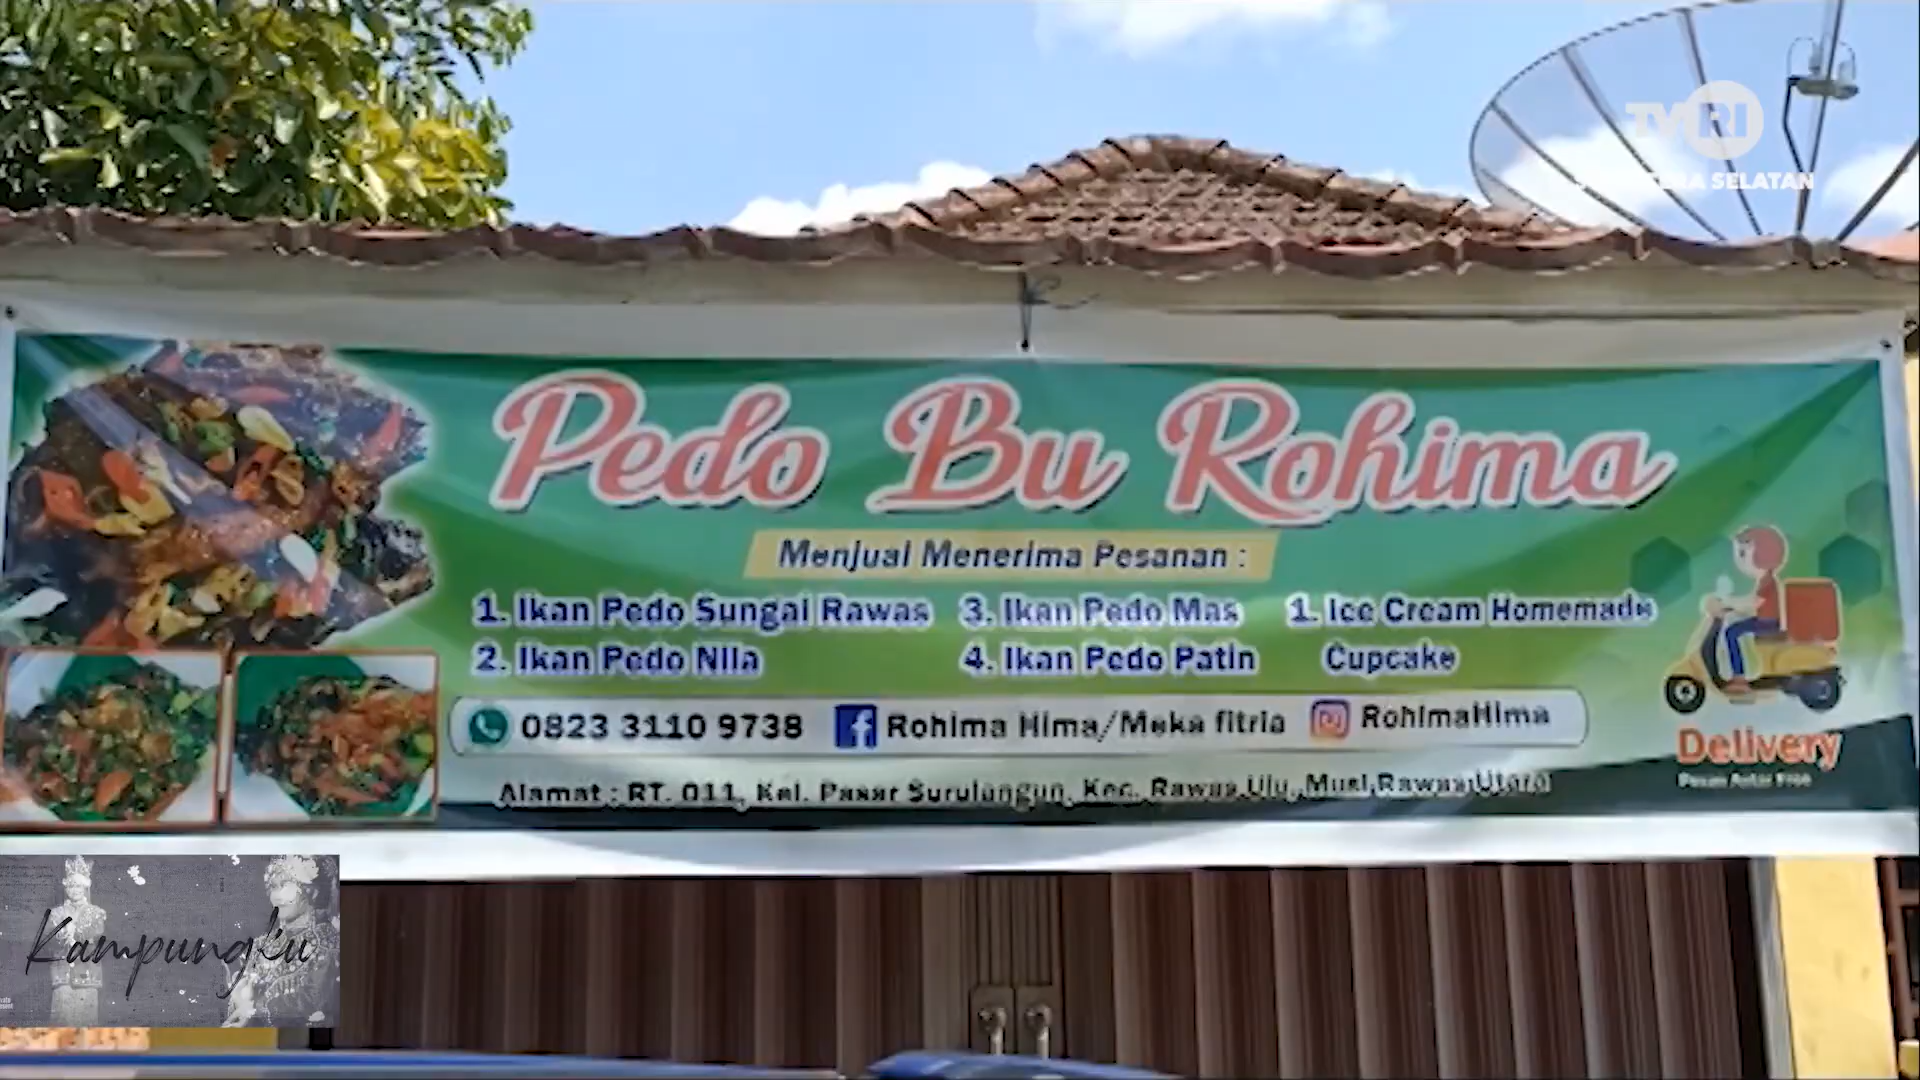 TVRI
SUMATERA SELATAN
Pedo Bu Rohima
Menjual Menerima Pesanan :
1. Ikan Pedo Sungai Rawas
2. Ikan Pedo Nila
3. Ikan Pedo Mas
4. Ikan Pedo Patin
1. Ice Cream Homemade
Cupcake
0823 3110 9738
Rohima Hima/Meka fitria
RohimaHima
Alamat : RT. 011, Kel. Pasar Surulangun, Kec. Rawas Ulu, Musi Rawas Utara
Delivery
Pesan Antar Free
Kampungku